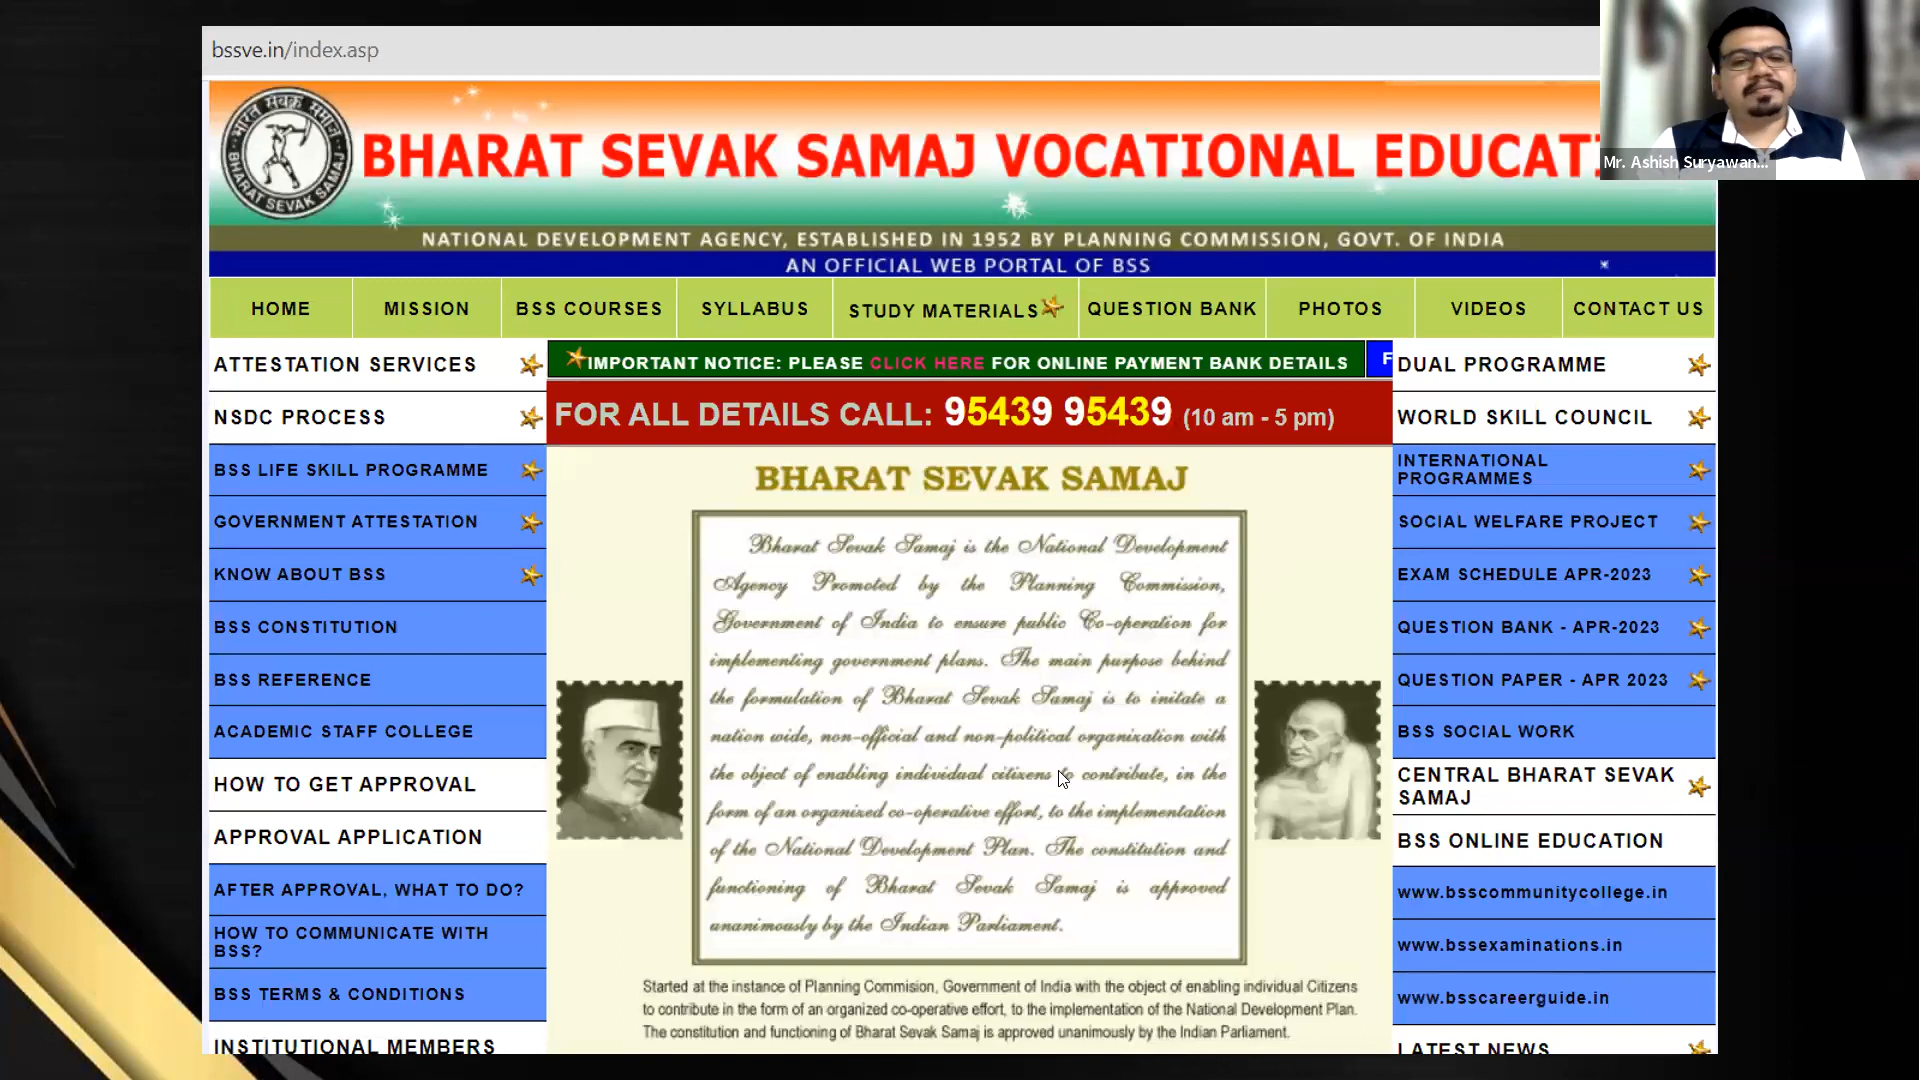 bssve.in/index.asp
भारत सेवक समाज
BHARAT SEVAK SAMAJ
BHARAT SEVAK SAMAJ VOCATIONAL EDUCATI
Mr. Ashish Suryawan...
NATIONAL DEVELOPMENT AGENCY, ESTABLISHED IN 1952 BY PLANNING COMMISSION, GOVT. OF INDIA
AN OFFICIAL WEB PORTAL OF BSS
HOME MISSION BSS COURSES SYLLABUS STUDY MATERIALS QUESTION BANK PHOTOS VIDEOS CONTACT US
ATTESTATION SERVICES
NSDC PROCESS
BSS LIFE SKILL PROGRAMME
GOVERNMENT ATTESTATION
KNOW ABOUT BSS
BSS CONSTITUTION
BSS REFERENCE
ACADEMIC STAFF COLLEGE
HOW TO GET APPROVAL
APPROVAL APPLICATION
AFTER APPROVAL, WHAT TO DO?
HOW TO COMMUNICATE WITH
BSS?
BSS TERMS & CONDITIONS
INSTITUTIONAL MEMBERS
IMPORTANT NOTICE: PLEASE CLICK HERE FOR ONLINE PAYMENT BANK DETAILS F
FOR ALL DETAILS CALL: 95439 95439 (10 am - 5 pm)
BHARAT SEVAK SAMAJ
Bharat Sevak Samaj is the National Development
Agency Promoted by the Planning Commission,
Government of India to ensure public Co-operation for
implementing government plans. The main purpose behind
the formulation of Bharat Sevak Samaj is to initate a
nation wide, non-official and non-political organization with
the object of enabling individual citizens to contribute, in the
form of an organized co-operative effort, to the implementation
of the National Development Plan. The constitution and
functioning of Bharat Sevak Samaj is approved
unanimously by the Indian Parliament.
Started at the instance of Planning Commision, Government of India with the object of enabling individual Citizens
to contribute in the form of an organized co-operative effort, to the implementation of the National Development Plan.
The constitution and functioning of Bharat Sevak Samaj is approved unanimously by the Indian Parliament.
DUAL PROGRAMME
WORLD SKILL COUNCIL
INTERNATIONAL
PROGRAMMES
SOCIAL WELFARE PROJECT
EXAM SCHEDULE APR-2023
QUESTION BANK - APR-2023
QUESTION PAPER - APR 2023
BSS SOCIAL WORK
CENTRAL BHARAT SEVAK
SAMAJ
BSS ONLINE EDUCATION
www.bsscommunitycollege.in
www.bssexaminations.in
www.bsscareerguide.in
LATEST NEWS